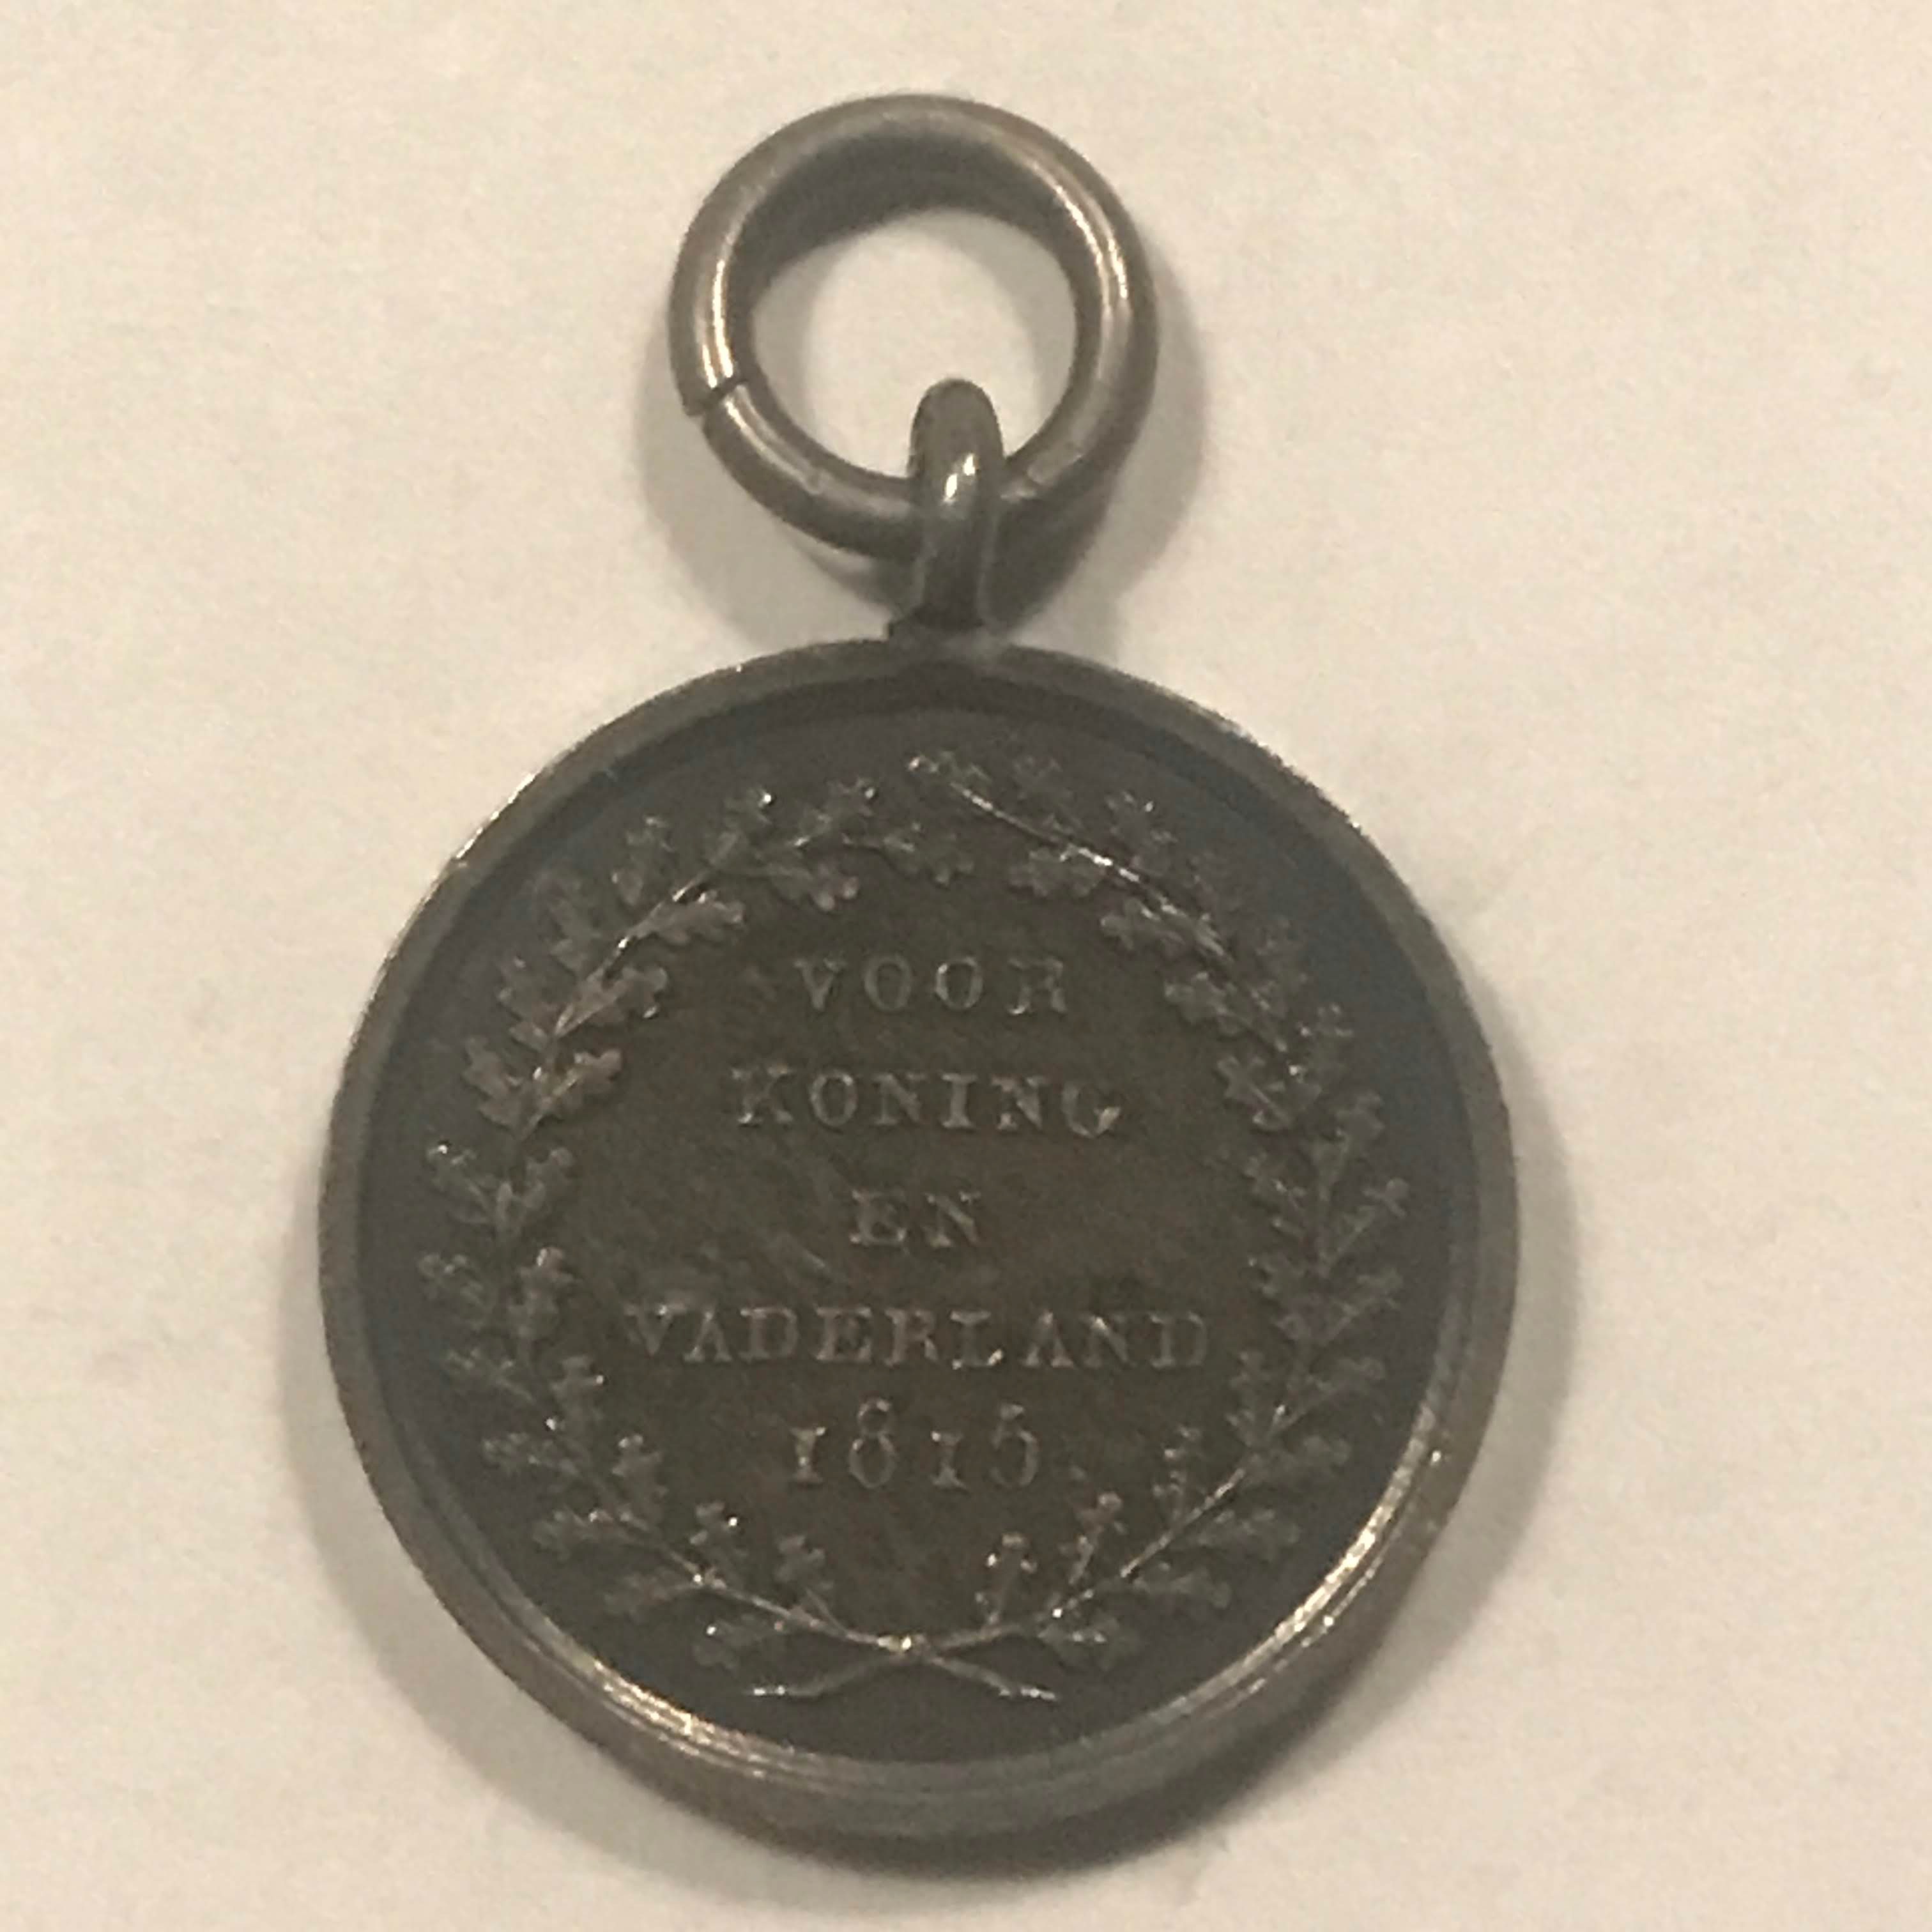 VOOR
KONING
EN
VADERLAND
1815